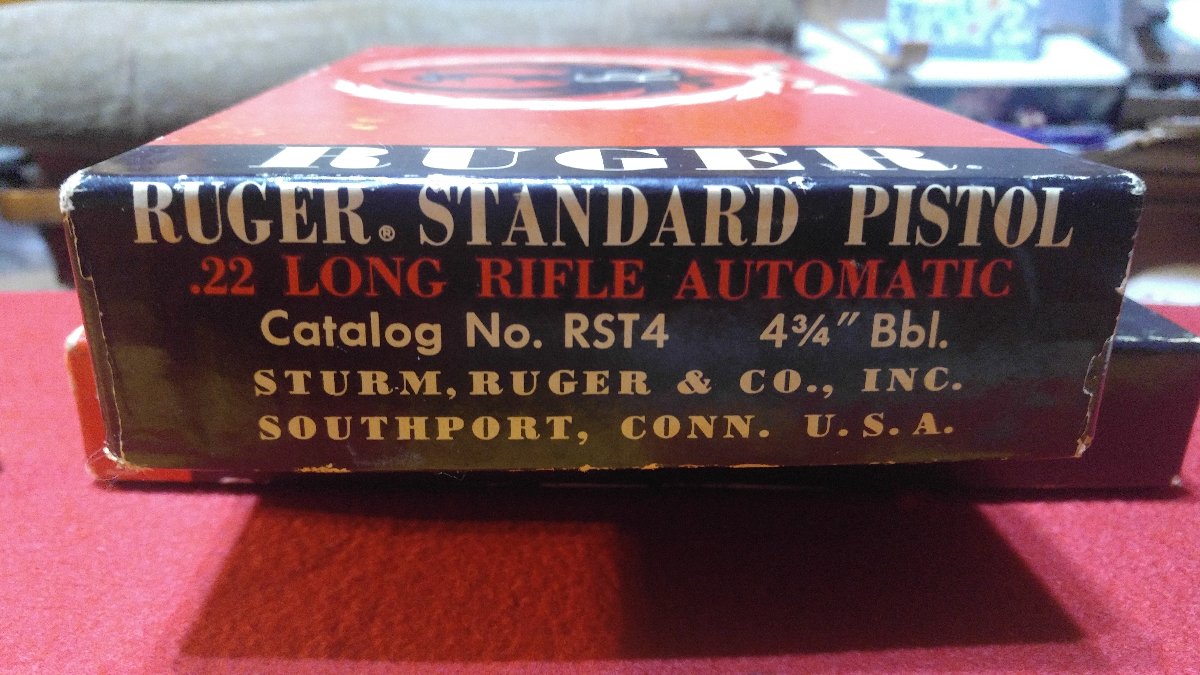 RUGER.
RUGER® STANDARD PISTOL
.22 LONG RIFLE AUTOMATIC
Catalog No. RST4 4¾" Bbl.
STURM, RUGER & CO., INC.
SOUTHPORT, CONN. U.S.A.